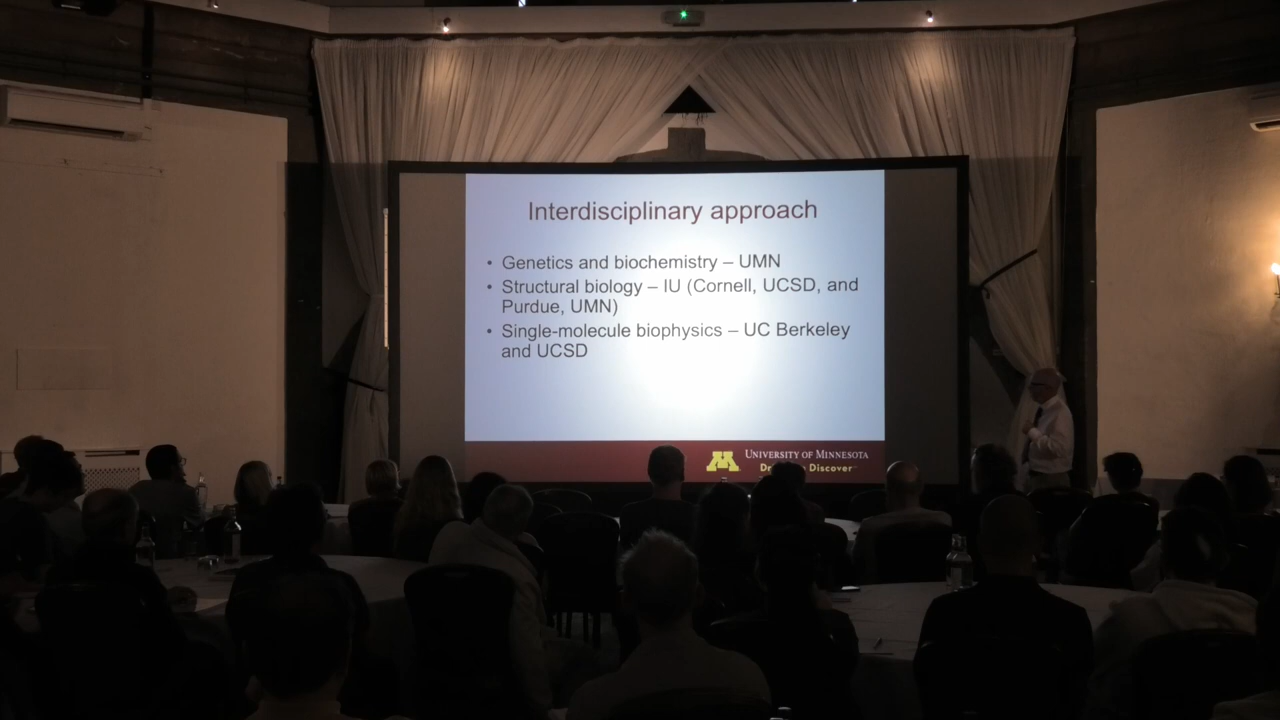 Interdisciplinary approach
• Genetics and biochemistry – UMN
• Structural biology – IU (Cornell, UCSD, and
Purdue, UMN)
• Single-molecule biophysics – UC Berkeley
and UCSD
UNIVERSITY OF MINNESOTA
Discover